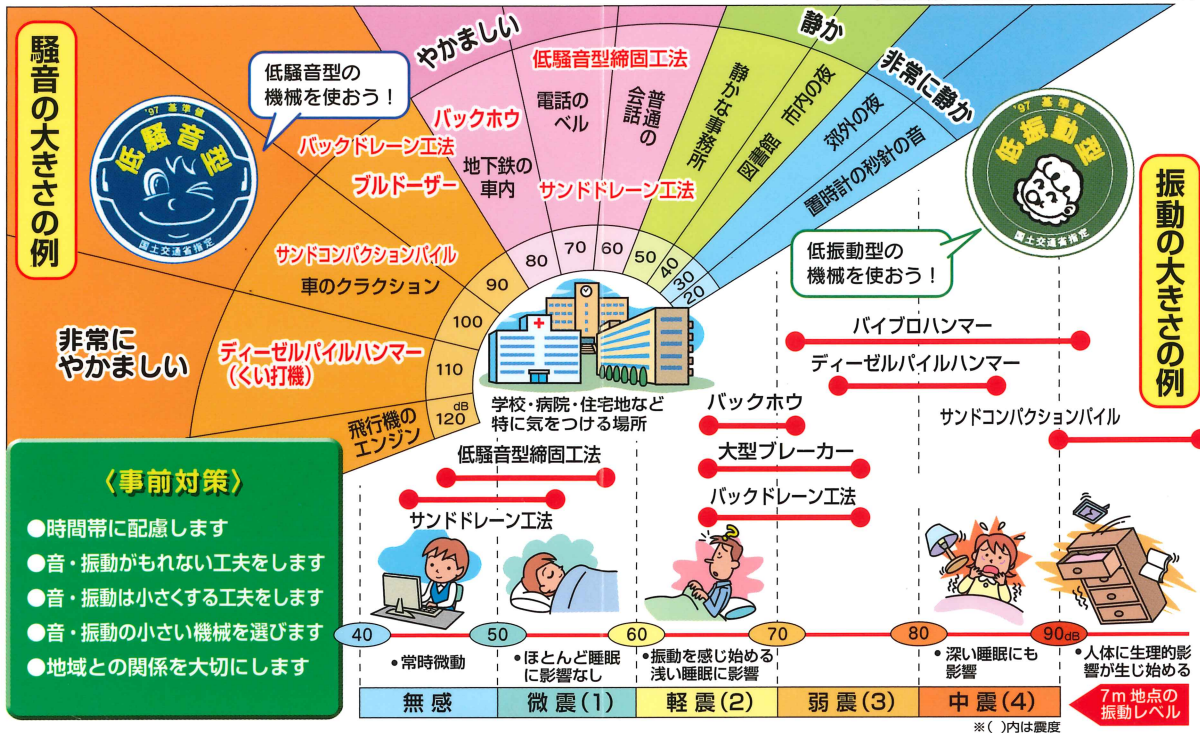 騒音の大きさの例
'97 基準値
低騒音型
国土交通省指定
低騒音型の
機械を使おう！
非常に
やかましい
やかましい
静か
非常に静か
飛行機の
エンジン
ディーゼルパイルハンマー
（くい打機）
サンドコンパクションパイル
車のクラクション
バックドレーン工法
ブルドーザー
バックホウ
地下鉄の
車内
低騒音型締固工法
電話の
ベル
普通の
会話
サンドドレーン工法
静かな事務所
図書館
市内の夜
郊外の夜
置時計の秒針の音
120
dB
110
100
90
80
70
60
50
40
30
20
学校・病院・住宅地など
特に気をつける場所
'97 基準値
低振動型
国土交通省指定
低振動型の
機械を使おう！
振動の大きさの例
バイブロハンマー
ディーゼルパイルハンマー
バックホウ
サンドコンパクションパイル
低騒音型締固工法
大型ブレーカー
サンドドレーン工法
バックドレーン工法
〈事前対策〉
●時間帯に配慮します
●音・振動がもれない工夫をします
●音・振動は小さくする工夫をします
●音・振動の小さい機械を選びます
●地域との関係を大切にします
40
50
60
70
80
90dB
•常時微動
•ほとんど睡眠
に影響なし
•振動を感じ始める
浅い睡眠に影響
•深い睡眠にも
影響
•人体に生理的影
響が生じ始める
無感
微震(1)
軽震(2)
弱震(3)
中震(4)
7m地点の
振動レベル
※( )内は震度